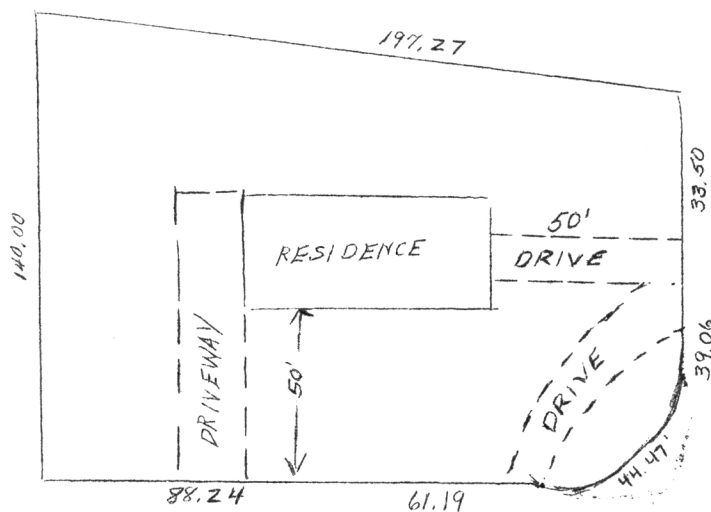 197.27
33.50
140.00
50'
RESIDENCE
DRIVE
DRIVEWAY
50'
DRIVE
39.06
44.47'
88.24
61.19